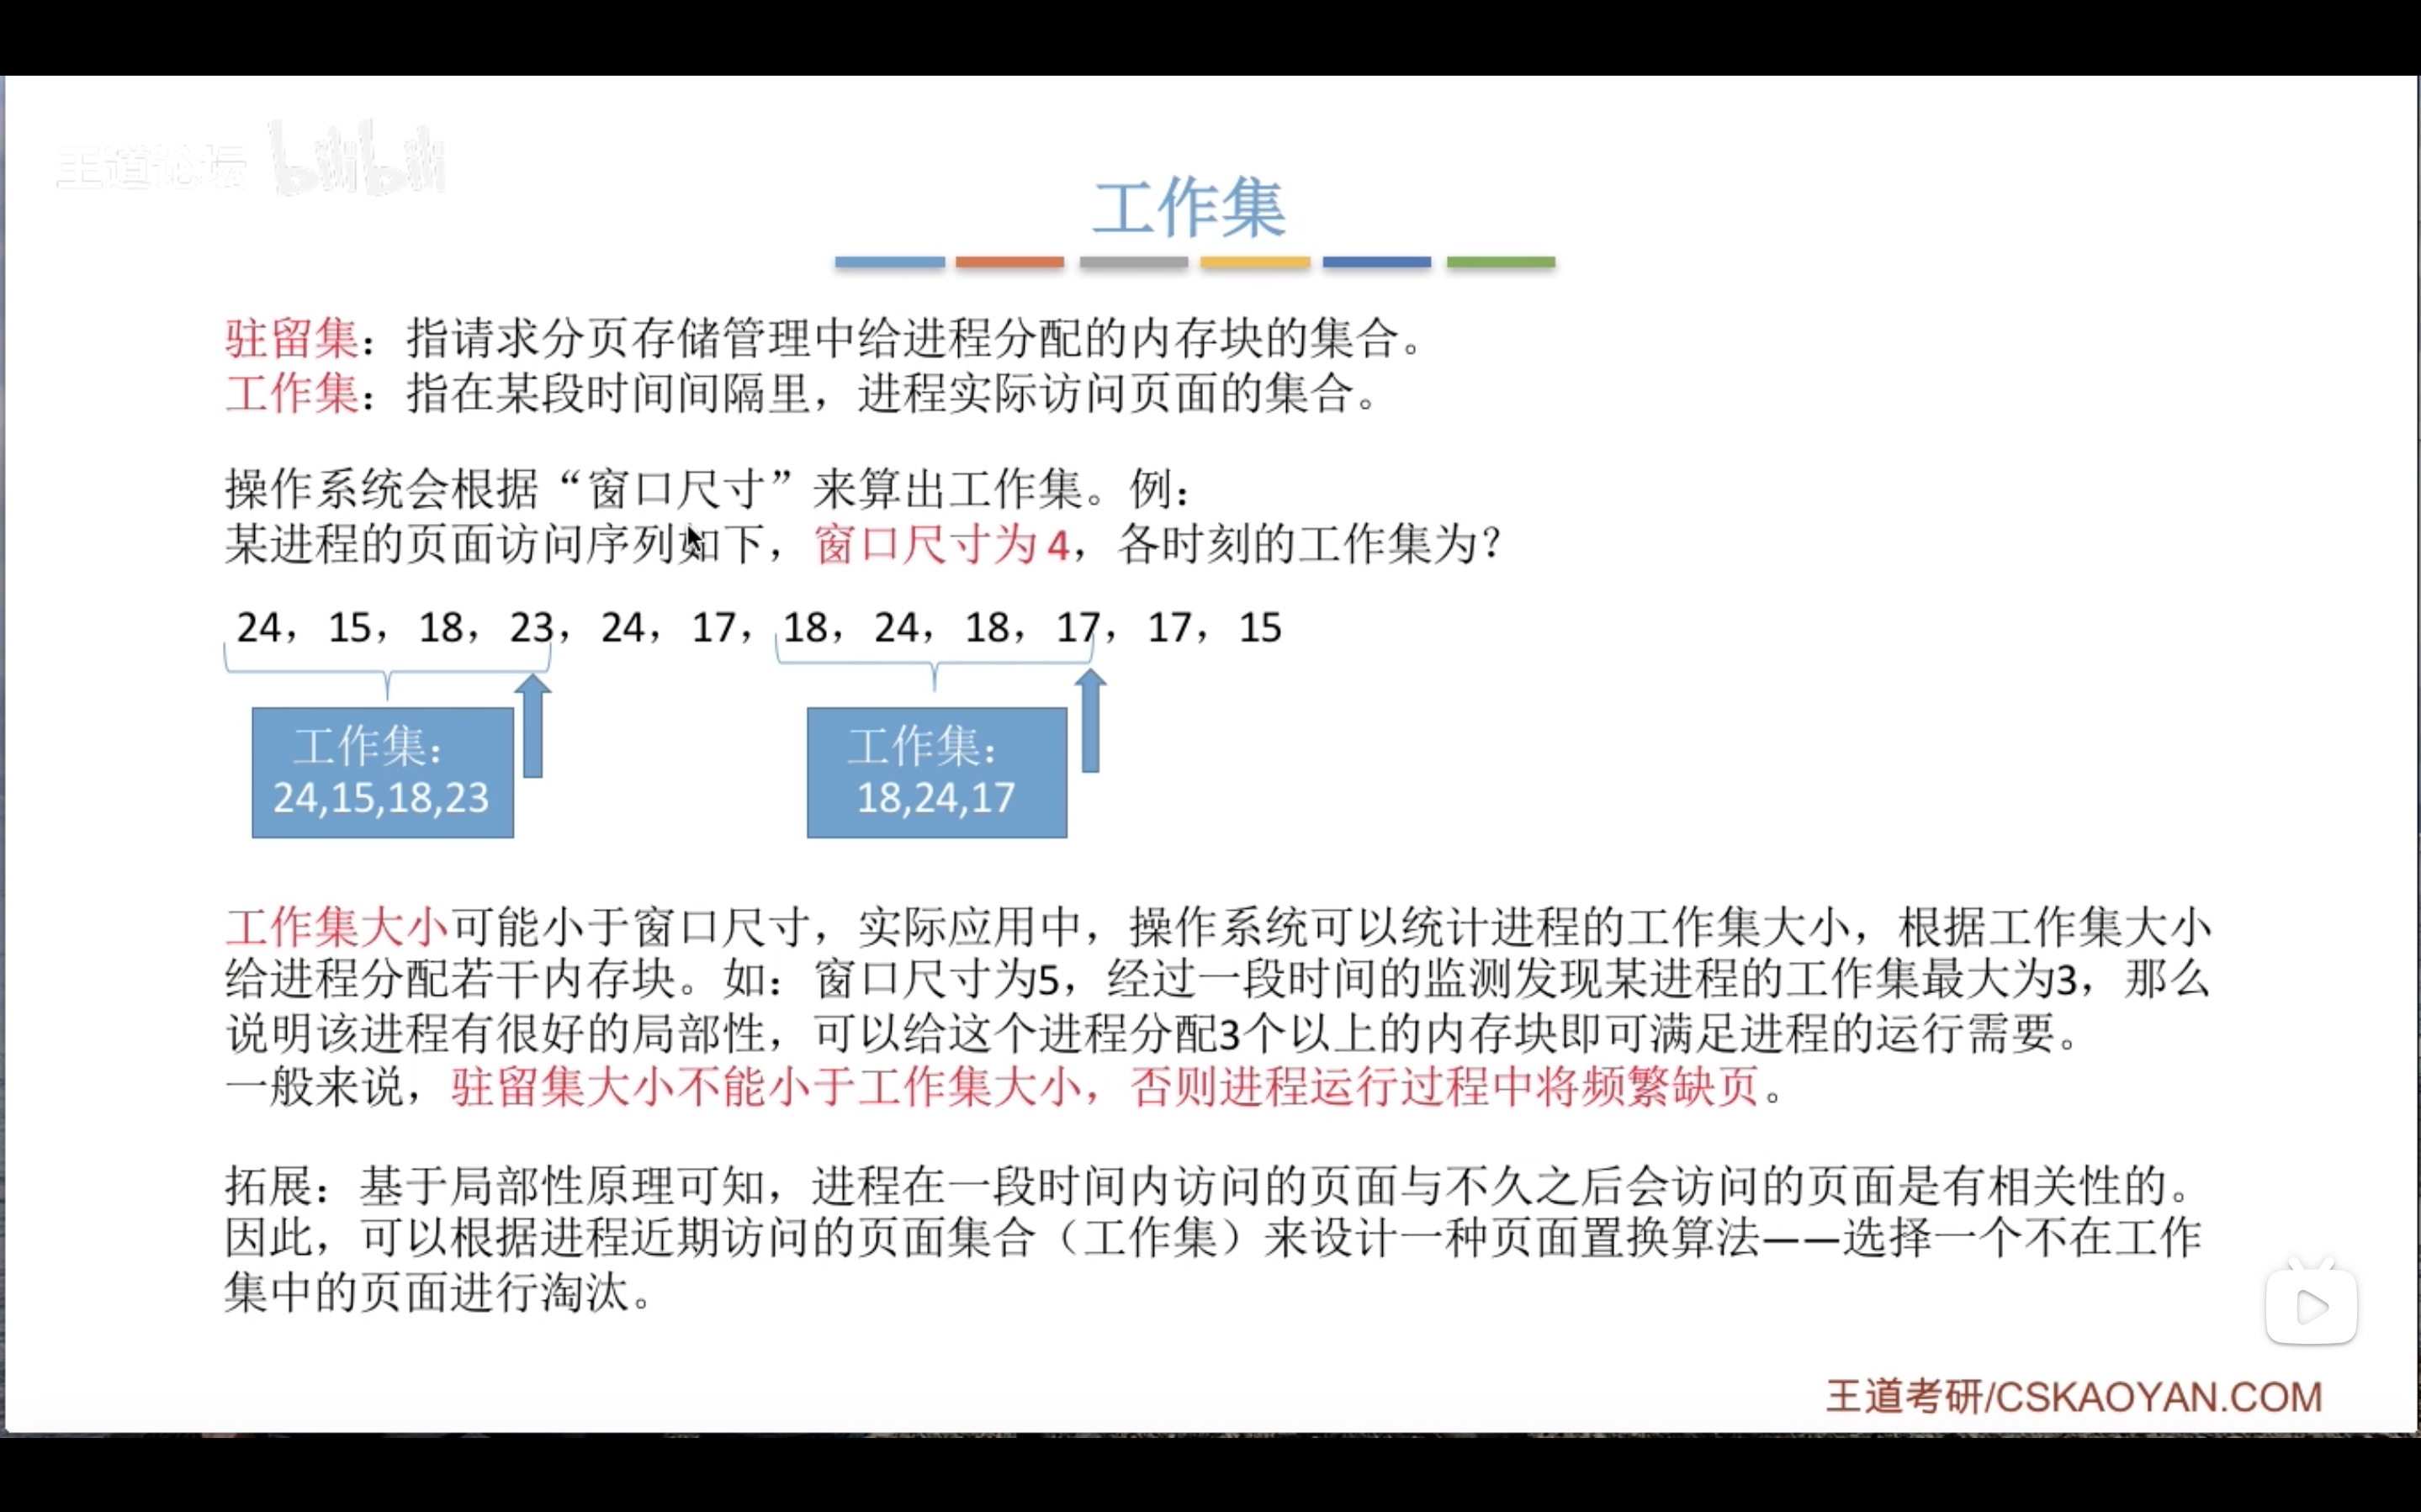 王道论坛 bilibili
工作集
驻留集：指请求分页存储管理中给进程分配的内存块的集合。
工作集：指在某段时间间隔里，进程实际访问页面的集合。
操作系统会根据“窗口尺寸”来算出工作集。例：
某进程的页面访问序列如下，窗口尺寸为 4，各时刻的工作集为？
24，15，18，23，24，17，18，24，18，17，17，15
工作集：
24,15,18,23
工作集：
18,24,17
工作集大小可能小于窗口尺寸，实际应用中，操作系统可以统计进程的工作集大小，根据工作集大小
给进程分配若干内存块。如：窗口尺寸为5，经过一段时间的监测发现某进程的工作集最大为3，那么
说明该进程有很好的局部性，可以给这个进程分配3个以上的内存块即可满足进程的运行需要。
一般来说，驻留集大小不能小于工作集大小，否则进程运行过程中将频繁缺页。
拓展：基于局部性原理可知，进程在一段时间内访问的页面与不久之后会访问的页面是有相关性的。
因此，可以根据进程近期访问的页面集合（工作集）来设计一种页面置换算法——选择一个不在工作
集中的页面进行淘汰。
王道考研/CSKAOYAN.COM